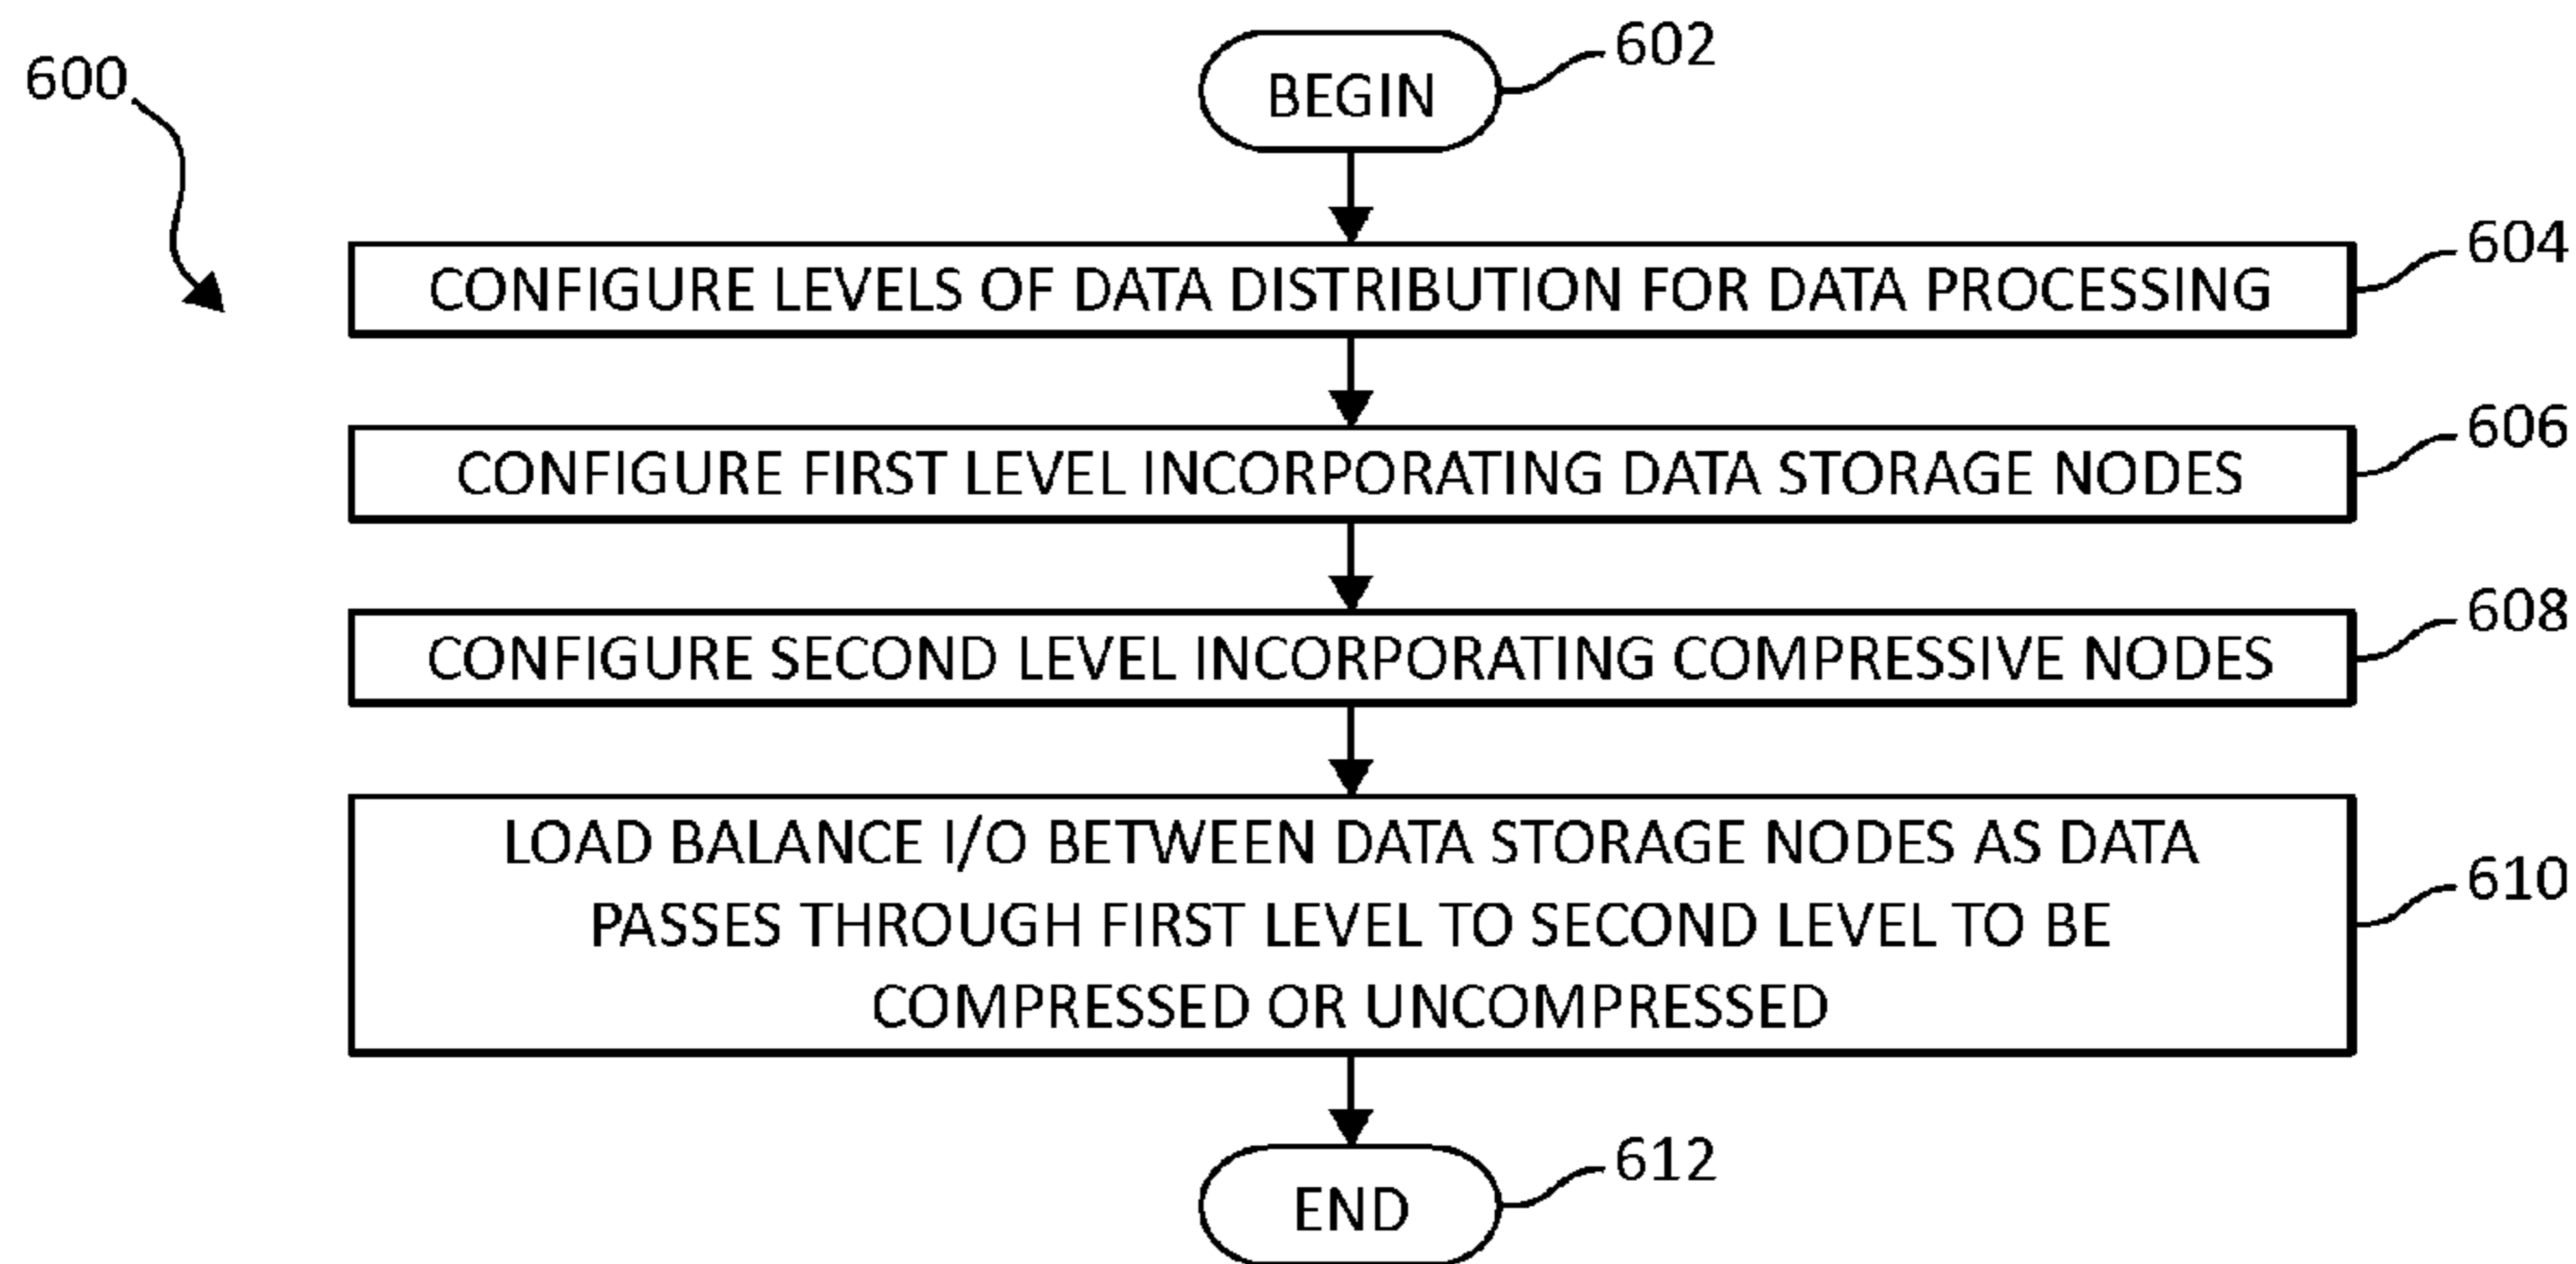 600
BEGIN
602
CONFIGURE LEVELS OF DATA DISTRIBUTION FOR DATA PROCESSING
604
CONFIGURE FIRST LEVEL INCORPORATING DATA STORAGE NODES
606
CONFIGURE SECOND LEVEL INCORPORATING COMPRESSIVE NODES
608
LOAD BALANCE I/O BETWEEN DATA STORAGE NODES AS DATA
PASSES THROUGH FIRST LEVEL TO SECOND LEVEL TO BE
COMPRESSED OR UNCOMPRESSED
610
END
612